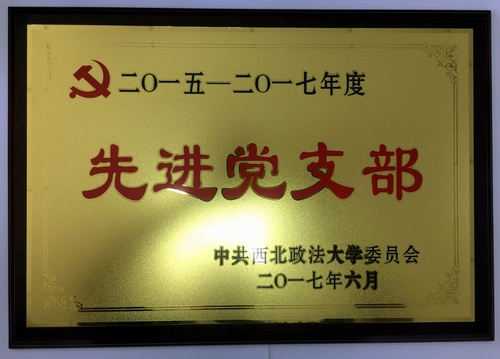 二〇一五—二〇一七年度
先进党支部
中共西北政法大学委员会
二〇一七年六月